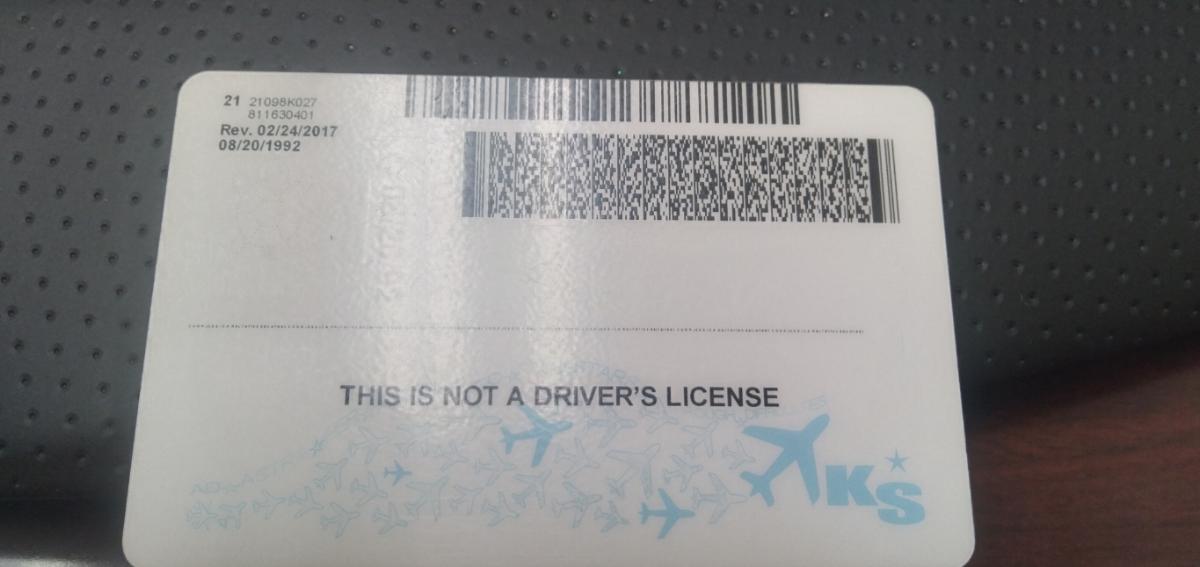 21 21098K027
811630401
Rev. 02/24/2017
08/20/1992
THIS IS NOT A DRIVER'S LICENSE
KS